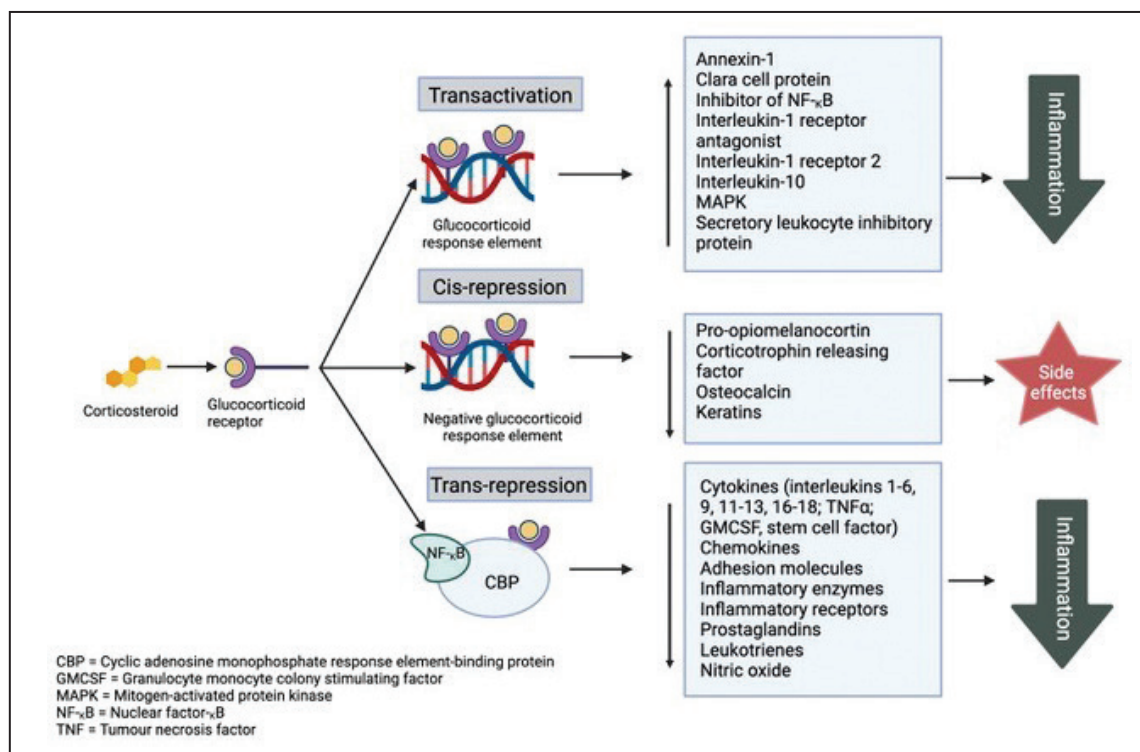 Transactivation
Glucocorticoid
response element
Annexin-1
Clara cell protein
Inhibitor of NF-κB
Interleukin-1 receptor
antagonist
Interleukin-1 receptor 2
Interleukin-10
MAPK
Secretory leukocyte inhibitory
protein
Inflammation
Corticosteroid
Glucocorticoid
receptor
Cis-repression
Negative glucocorticoid
response element
Pro-opiomelanocortin
Corticotrophin releasing
factor
Osteocalcin
Keratins
Side
effects
Trans-repression
NF-κB
CBP
Cytokines (interleukins 1-6,
9, 11-13, 16-18; TNFα;
GMCSF, stem cell factor)
Chemokines
Adhesion molecules
Inflammatory enzymes
Inflammatory receptors
Prostaglandins
Leukotrienes
Nitric oxide
Inflammation
CBP = Cyclic adenosine monophosphate response element-binding protein
GMCSF = Granulocyte monocyte colony stimulating factor
MAPK = Mitogen-activated protein kinase
NF-κB = Nuclear factor-κB
TNF = Tumour necrosis factor